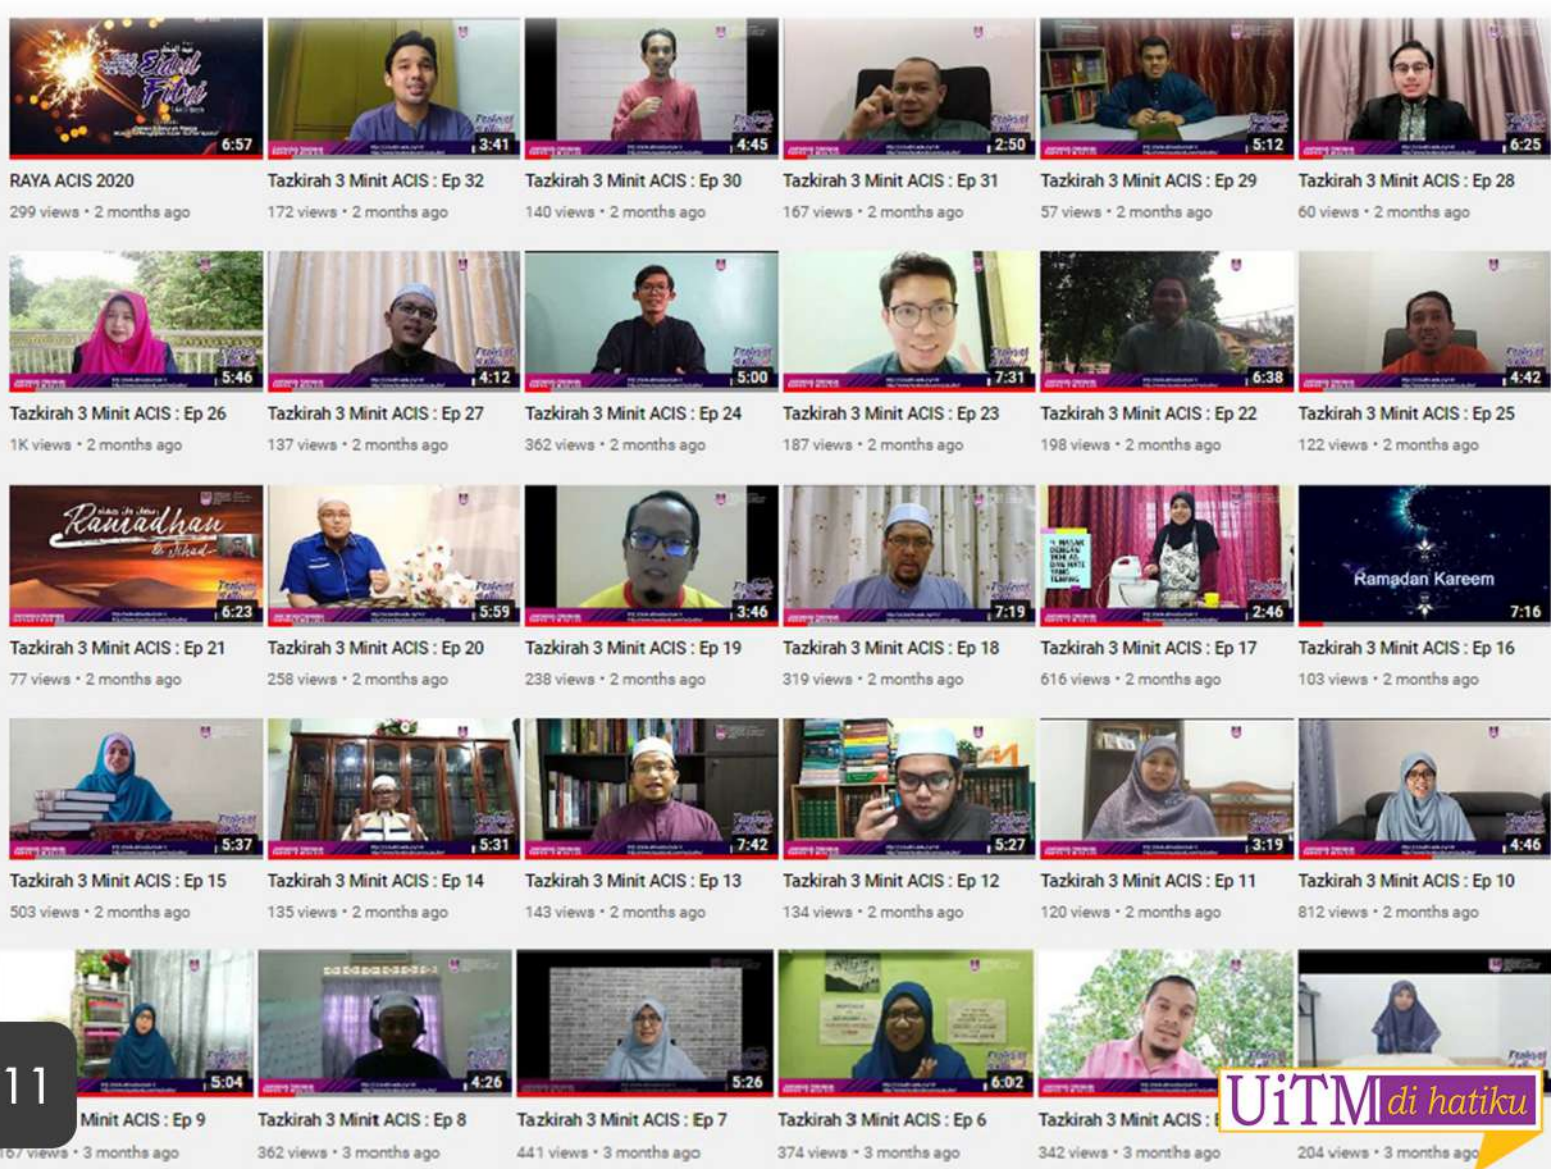 Eidul
Fitri
6:57
3:41
4:45
2:50
5:12
6:25
RAYA ACIS 2020
Tazkirah 3 Minit ACIS : Ep 32
Tazkirah 3 Minit ACIS : Ep 30
Tazkirah 3 Minit ACIS : Ep 31
Tazkirah 3 Minit ACIS : Ep 29
Tazkirah 3 Minit ACIS : Ep 28
299 views • 2 months ago
172 views • 2 months ago
140 views • 2 months ago
167 views • 2 months ago
57 views • 2 months ago
60 views • 2 months ago
5:46
4:12
5:00
7:31
6:38
4:42
Tazkirah 3 Minit ACIS : Ep 26
Tazkirah 3 Minit ACIS : Ep 27
Tazkirah 3 Minit ACIS : Ep 24
Tazkirah 3 Minit ACIS : Ep 23
Tazkirah 3 Minit ACIS : Ep 22
Tazkirah 3 Minit ACIS : Ep 25
1K views • 2 months ago
137 views • 2 months ago
362 views • 2 months ago
187 views • 2 months ago
198 views • 2 months ago
122 views • 2 months ago
Ramadhan
& Jihad
Ramadan Kareem
6:23
5:59
3:46
7:19
2:46
7:16
Tazkirah 3 Minit ACIS : Ep 21
Tazkirah 3 Minit ACIS : Ep 20
Tazkirah 3 Minit ACIS : Ep 19
Tazkirah 3 Minit ACIS : Ep 18
Tazkirah 3 Minit ACIS : Ep 17
Tazkirah 3 Minit ACIS : Ep 16
77 views • 2 months ago
258 views • 2 months ago
238 views • 2 months ago
319 views • 2 months ago
616 views • 2 months ago
103 views • 2 months ago
5:37
5:31
7:42
5:27
3:19
4:46
Tazkirah 3 Minit ACIS : Ep 15
Tazkirah 3 Minit ACIS : Ep 14
Tazkirah 3 Minit ACIS : Ep 13
Tazkirah 3 Minit ACIS : Ep 12
Tazkirah 3 Minit ACIS : Ep 11
Tazkirah 3 Minit ACIS : Ep 10
503 views • 2 months ago
135 views • 2 months ago
143 views • 2 months ago
134 views • 2 months ago
120 views • 2 months ago
812 views • 2 months ago
5:04
4:26
5:26
6:02
11
Minit ACIS : Ep 9
Tazkirah 3 Minit ACIS : Ep 8
Tazkirah 3 Minit ACIS : Ep 7
Tazkirah 3 Minit ACIS : Ep 6
Tazkirah 3 Minit ACIS :
UiTM di hatiku
views • 3 months ago
362 views • 3 months ago
441 views • 3 months ago
374 views • 3 months ago
342 views • 3 months ago
204 views • 3 months ago